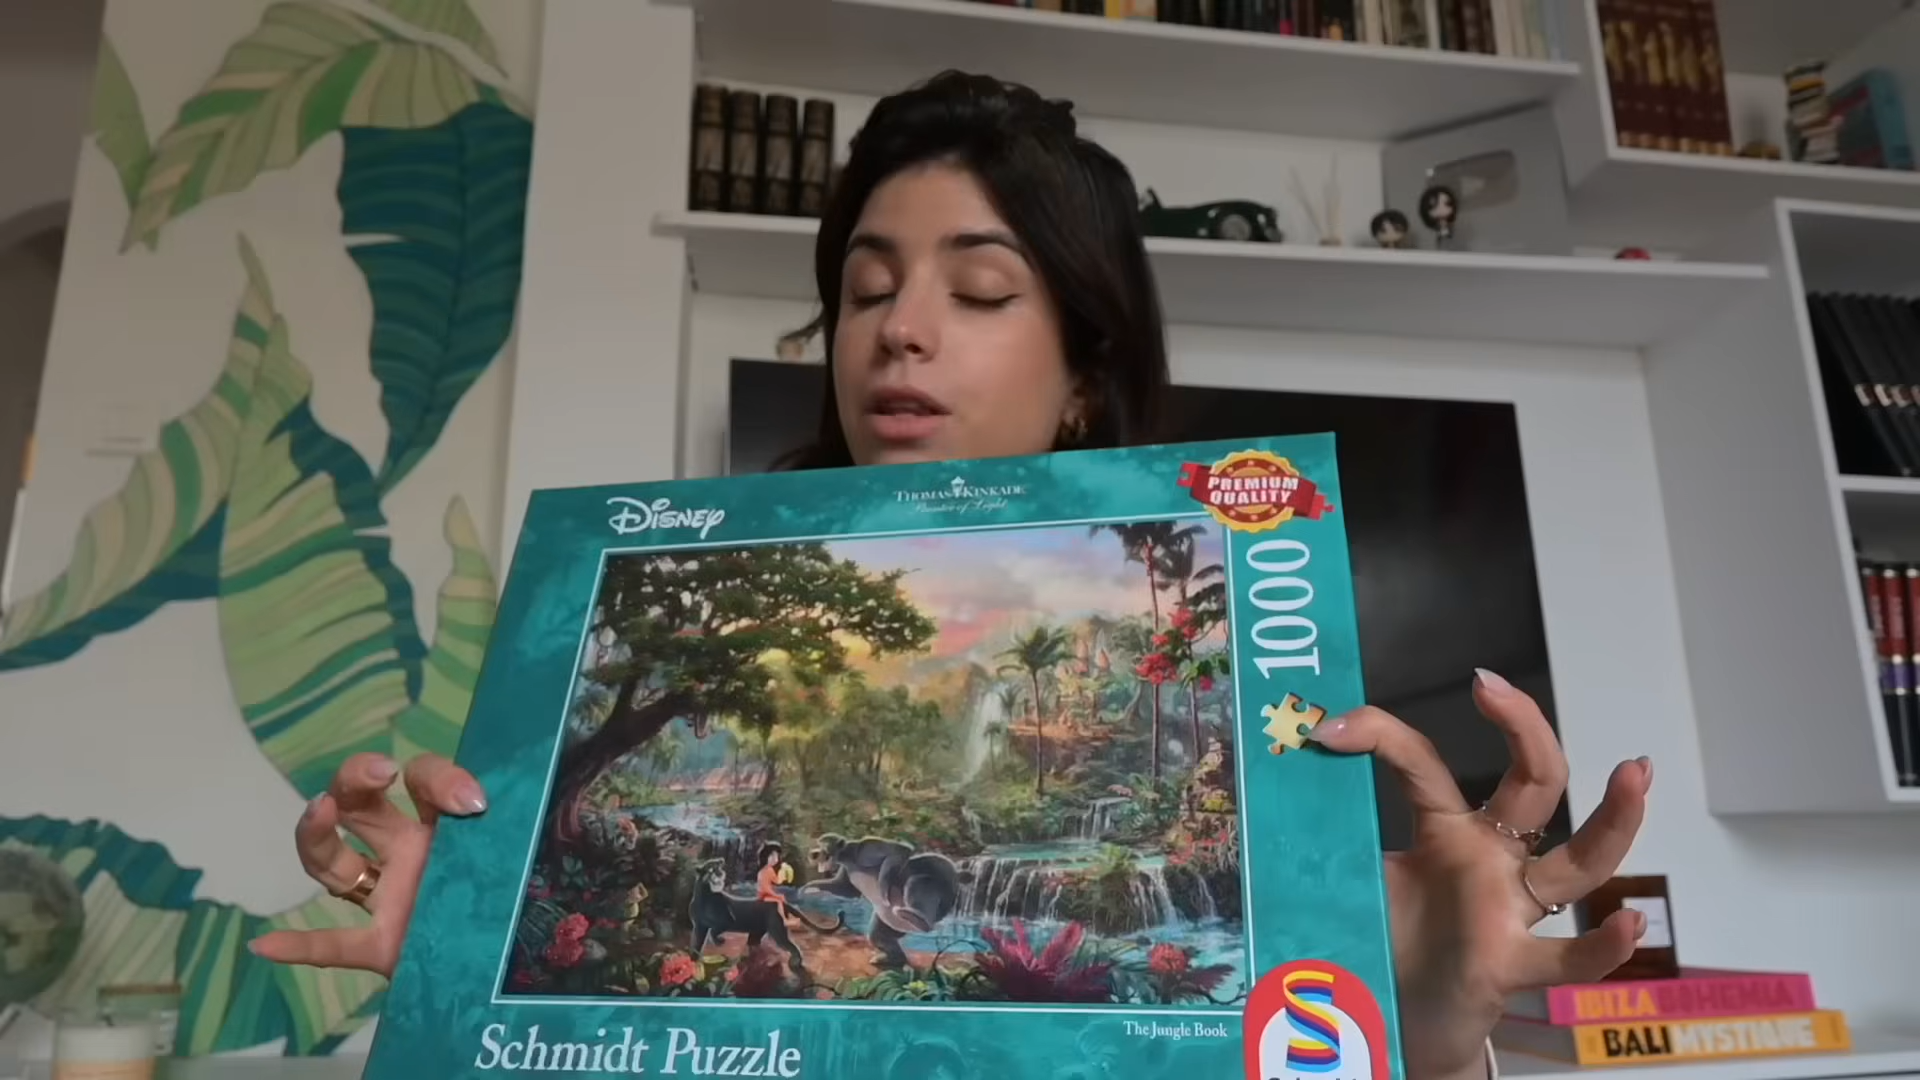 Disney
THOMAS KINKADE
Painter of Light
PREMIUM
QUALITY
1000
The Jungle Book
Schmidt Puzzle
IBIZA BOHEMIA
BALI MYSTIQUE